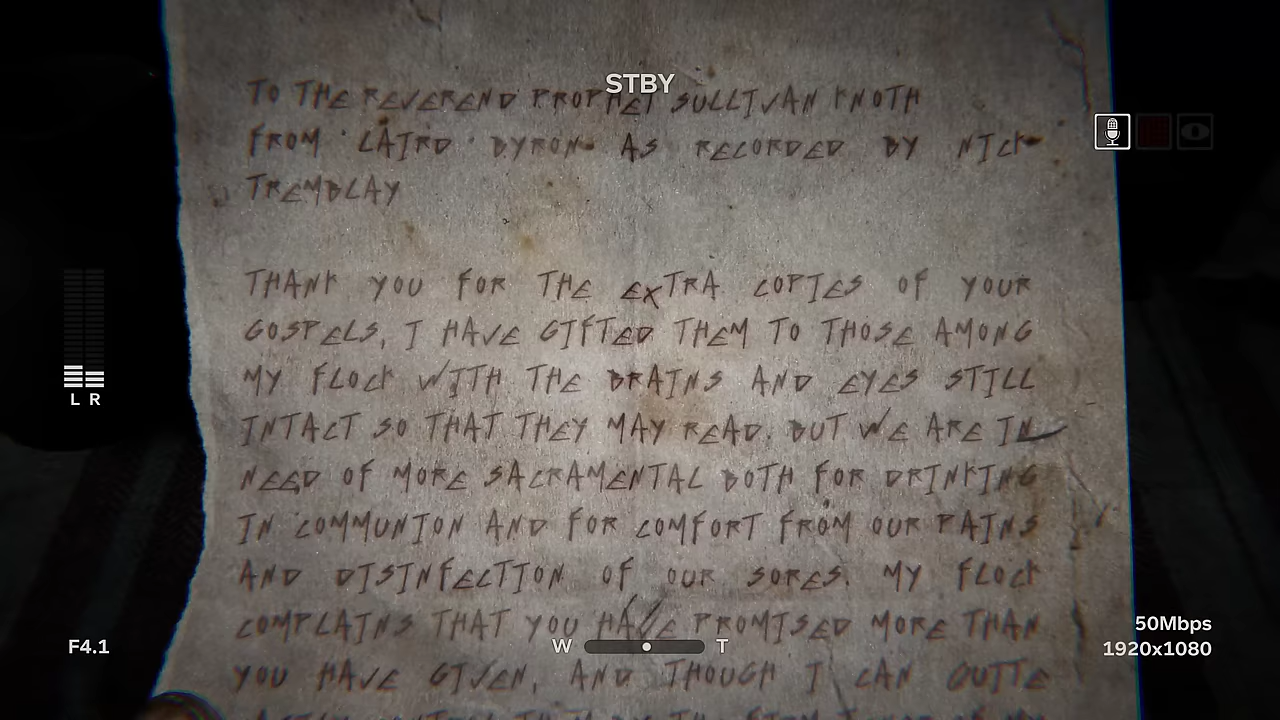 STBY
TO THE REVEREND PROPHET SULLIVAN KNOTH
FROM LAIRD BYRON AS RECORDED BY NICK
TREMBLAY
THANK YOU FOR THE EXTRA COPIES OF YOUR
GOSPELS, I HAVE GIFTED THEM TO THOSE AMONG
MY FLOCK WITH THE BRAINS AND EYES STILL
INTACT SO THAT THEY MAY READ. BUT WE ARE IN
NEED OF MORE SACRAMENTAL BOTH FOR DRINKING
IN COMMUNION AND FOR COMFORT FROM OUR PAINS
AND DISINFECTION OF OUR SORES. MY FLOCK
COMPLAINS THAT YOU HAVE PROMISED MORE THAN
YOU HAVE GIVEN, AND THOUGH I CAN QUITE
L R
F4.1
W T
50Mbps
1920x1080